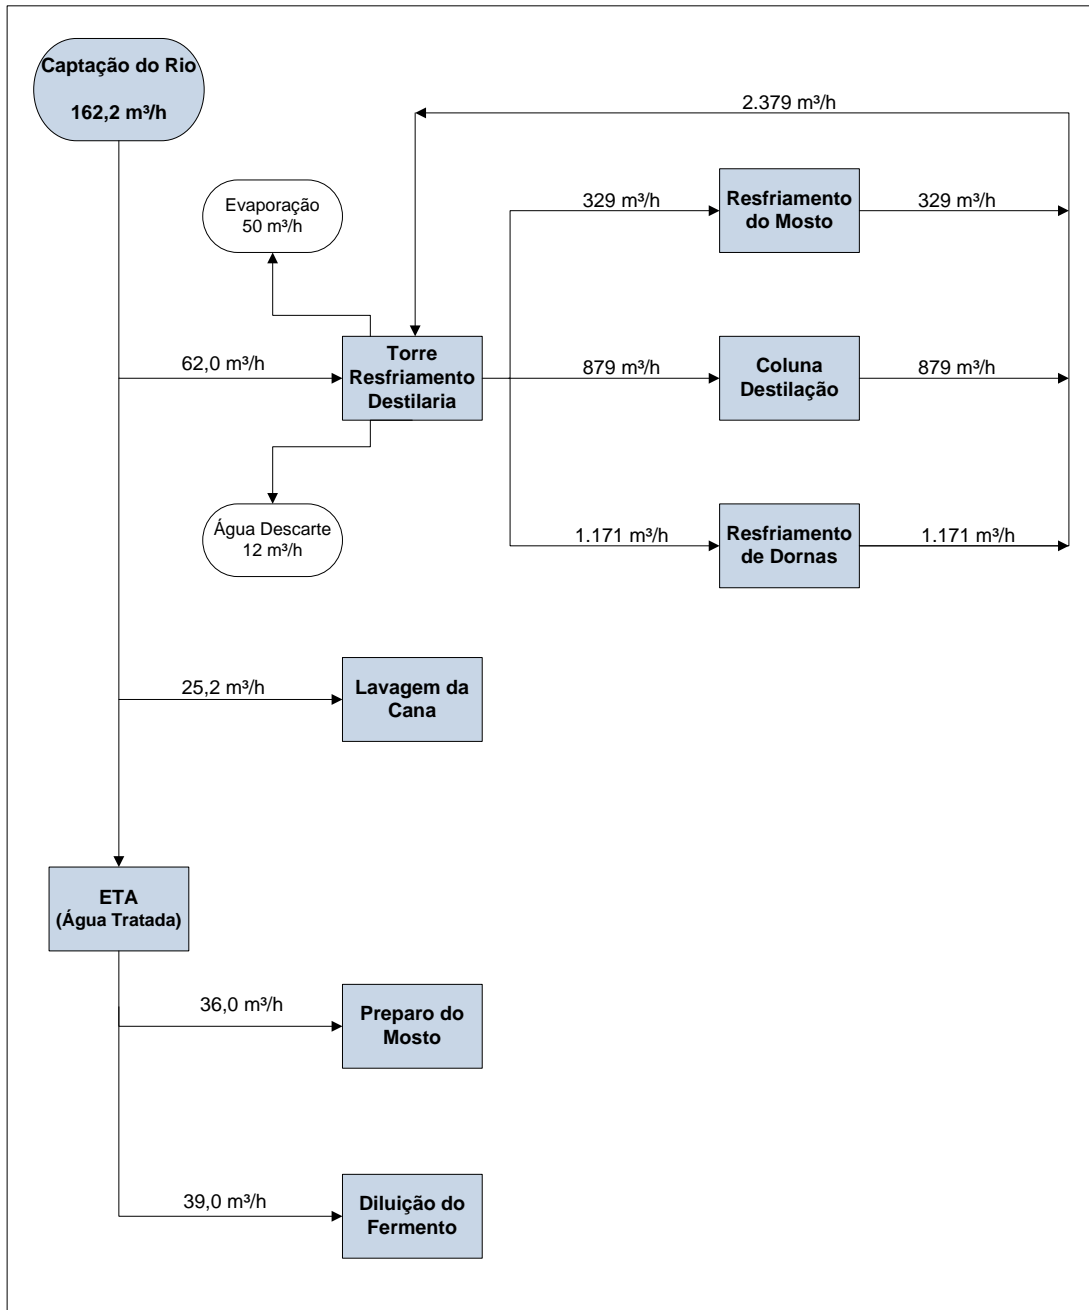 Captação do Rio
162,2 m³/h
2.379 m³/h
Evaporação
50 m³/h
329 m³/h
Resfriamento
do Mosto
329 m³/h
62,0 m³/h
Torre
Resfriamento
Destilaria
879 m³/h
Coluna
Destilação
879 m³/h
Água Descarte
12 m³/h
1.171 m³/h
Resfriamento
de Dornas
1.171 m³/h
25,2 m³/h
Lavagem da
Cana
ETA
(Água Tratada)
36,0 m³/h
Preparo do
Mosto
39,0 m³/h
Diluição do
Fermento